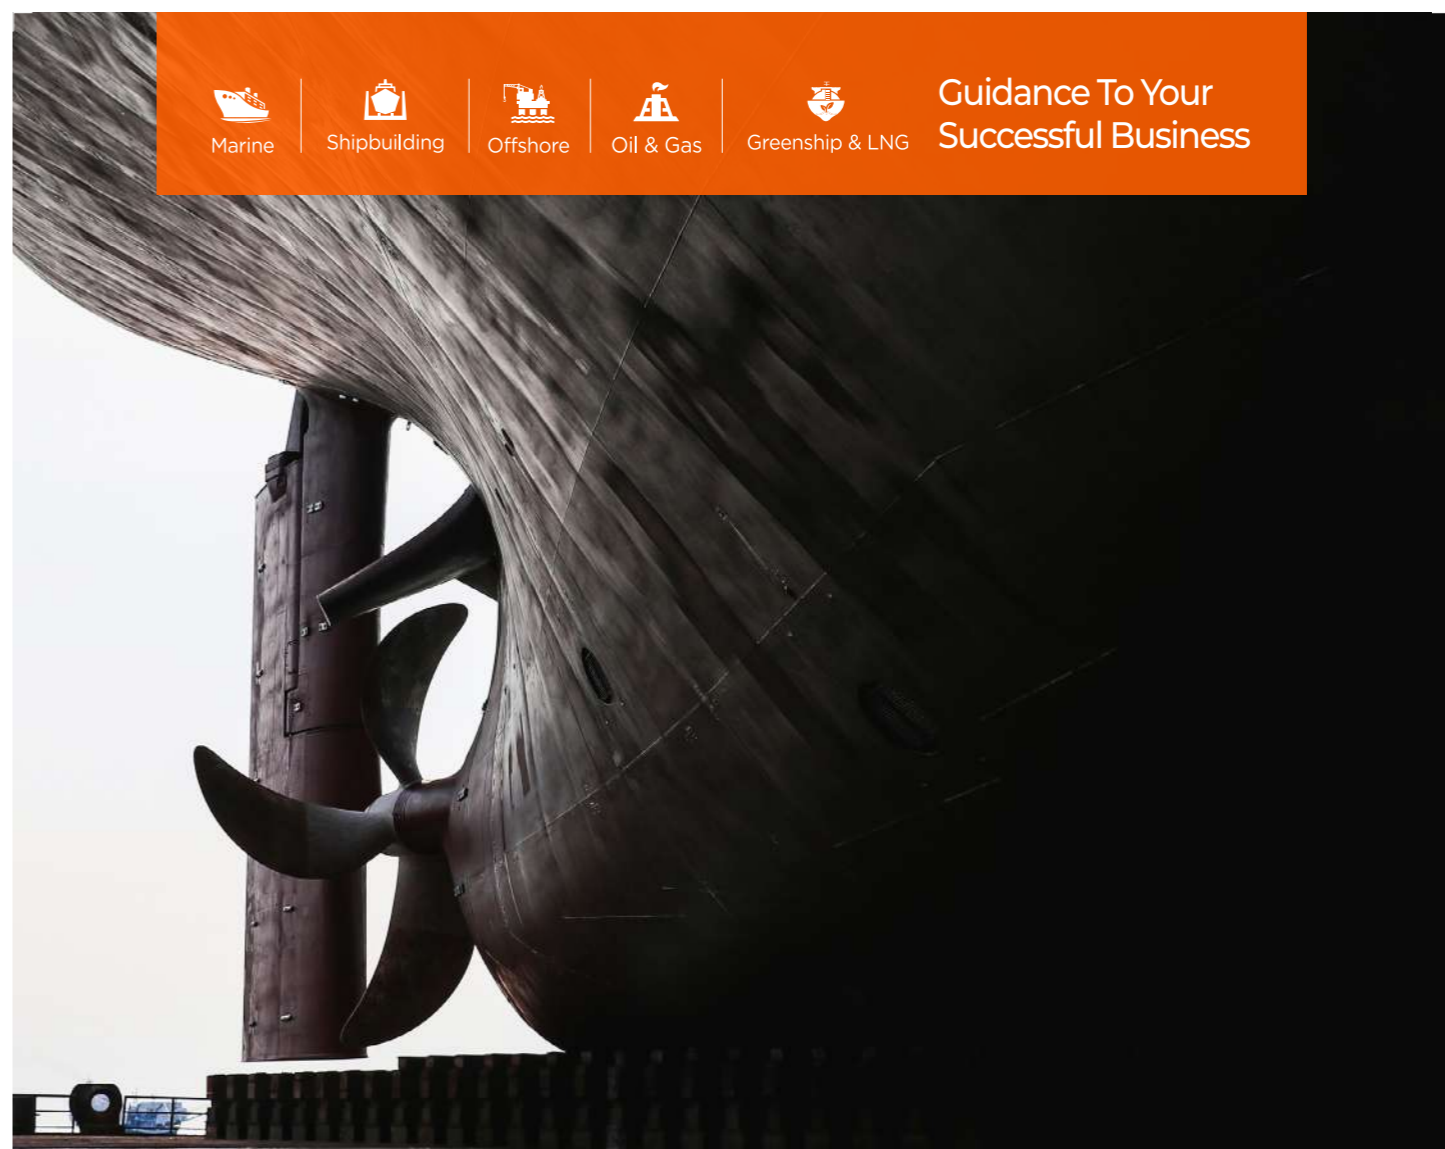 Marine
Shipbuilding
Offshore
Oil & Gas
Greenship & LNG
Guidance To Your
Successful Business